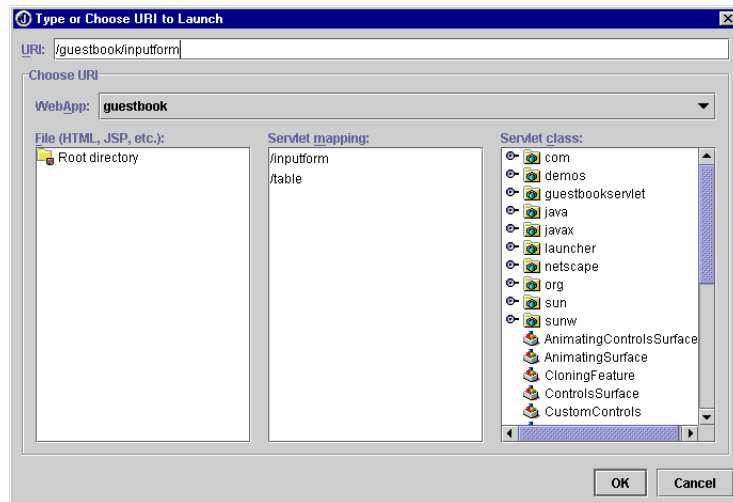 Type or Choose URI to Launch
URI: /guestbook/inputform
Choose URI
WebApp: guestbook
File (HTML, JSP, etc.):
Root directory
Servlet mapping:
/inputform
/table
Servlet class:
com
demos
guestbookservlet
java
javax
launcher
netscape
org
sun
sunw
AnimatingControlsSurface
AnimatingSurface
CloningFeature
ControlsSurface
CustomControls
OK Cancel